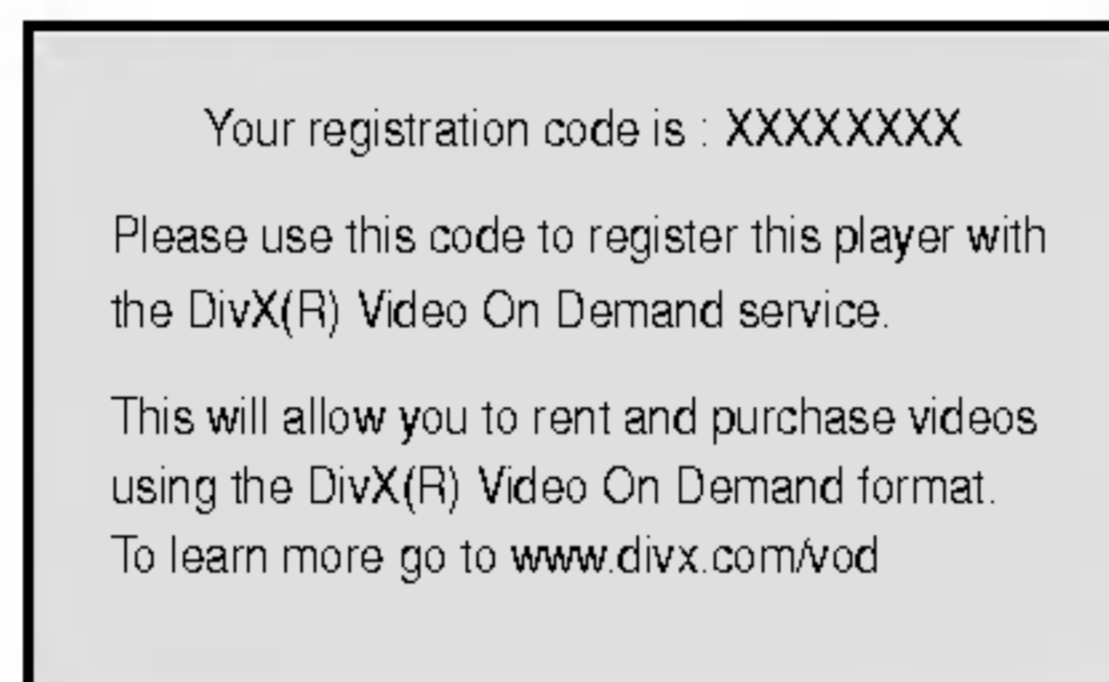 Your registration code is : XXXXXXXX
Please use this code to register this player with
the DivX(R) Video On Demand service.
This will allow you to rent and purchase videos
using the DivX(R) Video On Demand format.
To learn more go to www.divx.com/vod